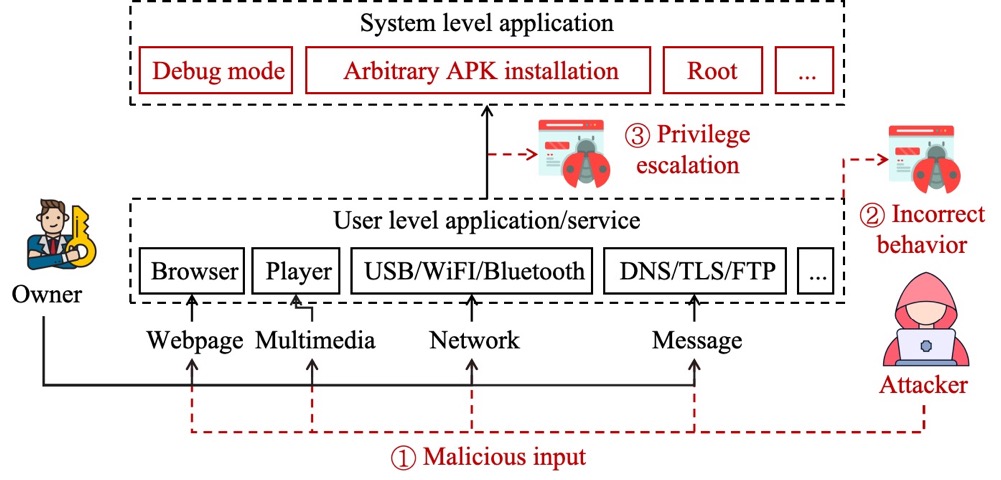 System level application
Debug mode
Arbitrary APK installation
Root
...
③ Privilege
escalation
② Incorrect
behavior
User level application/service
Browser
Player
USB/WiFI/Bluetooth
DNS/TLS/FTP
...
Owner
Webpage
Multimedia
Network
Message
Attacker
① Malicious input